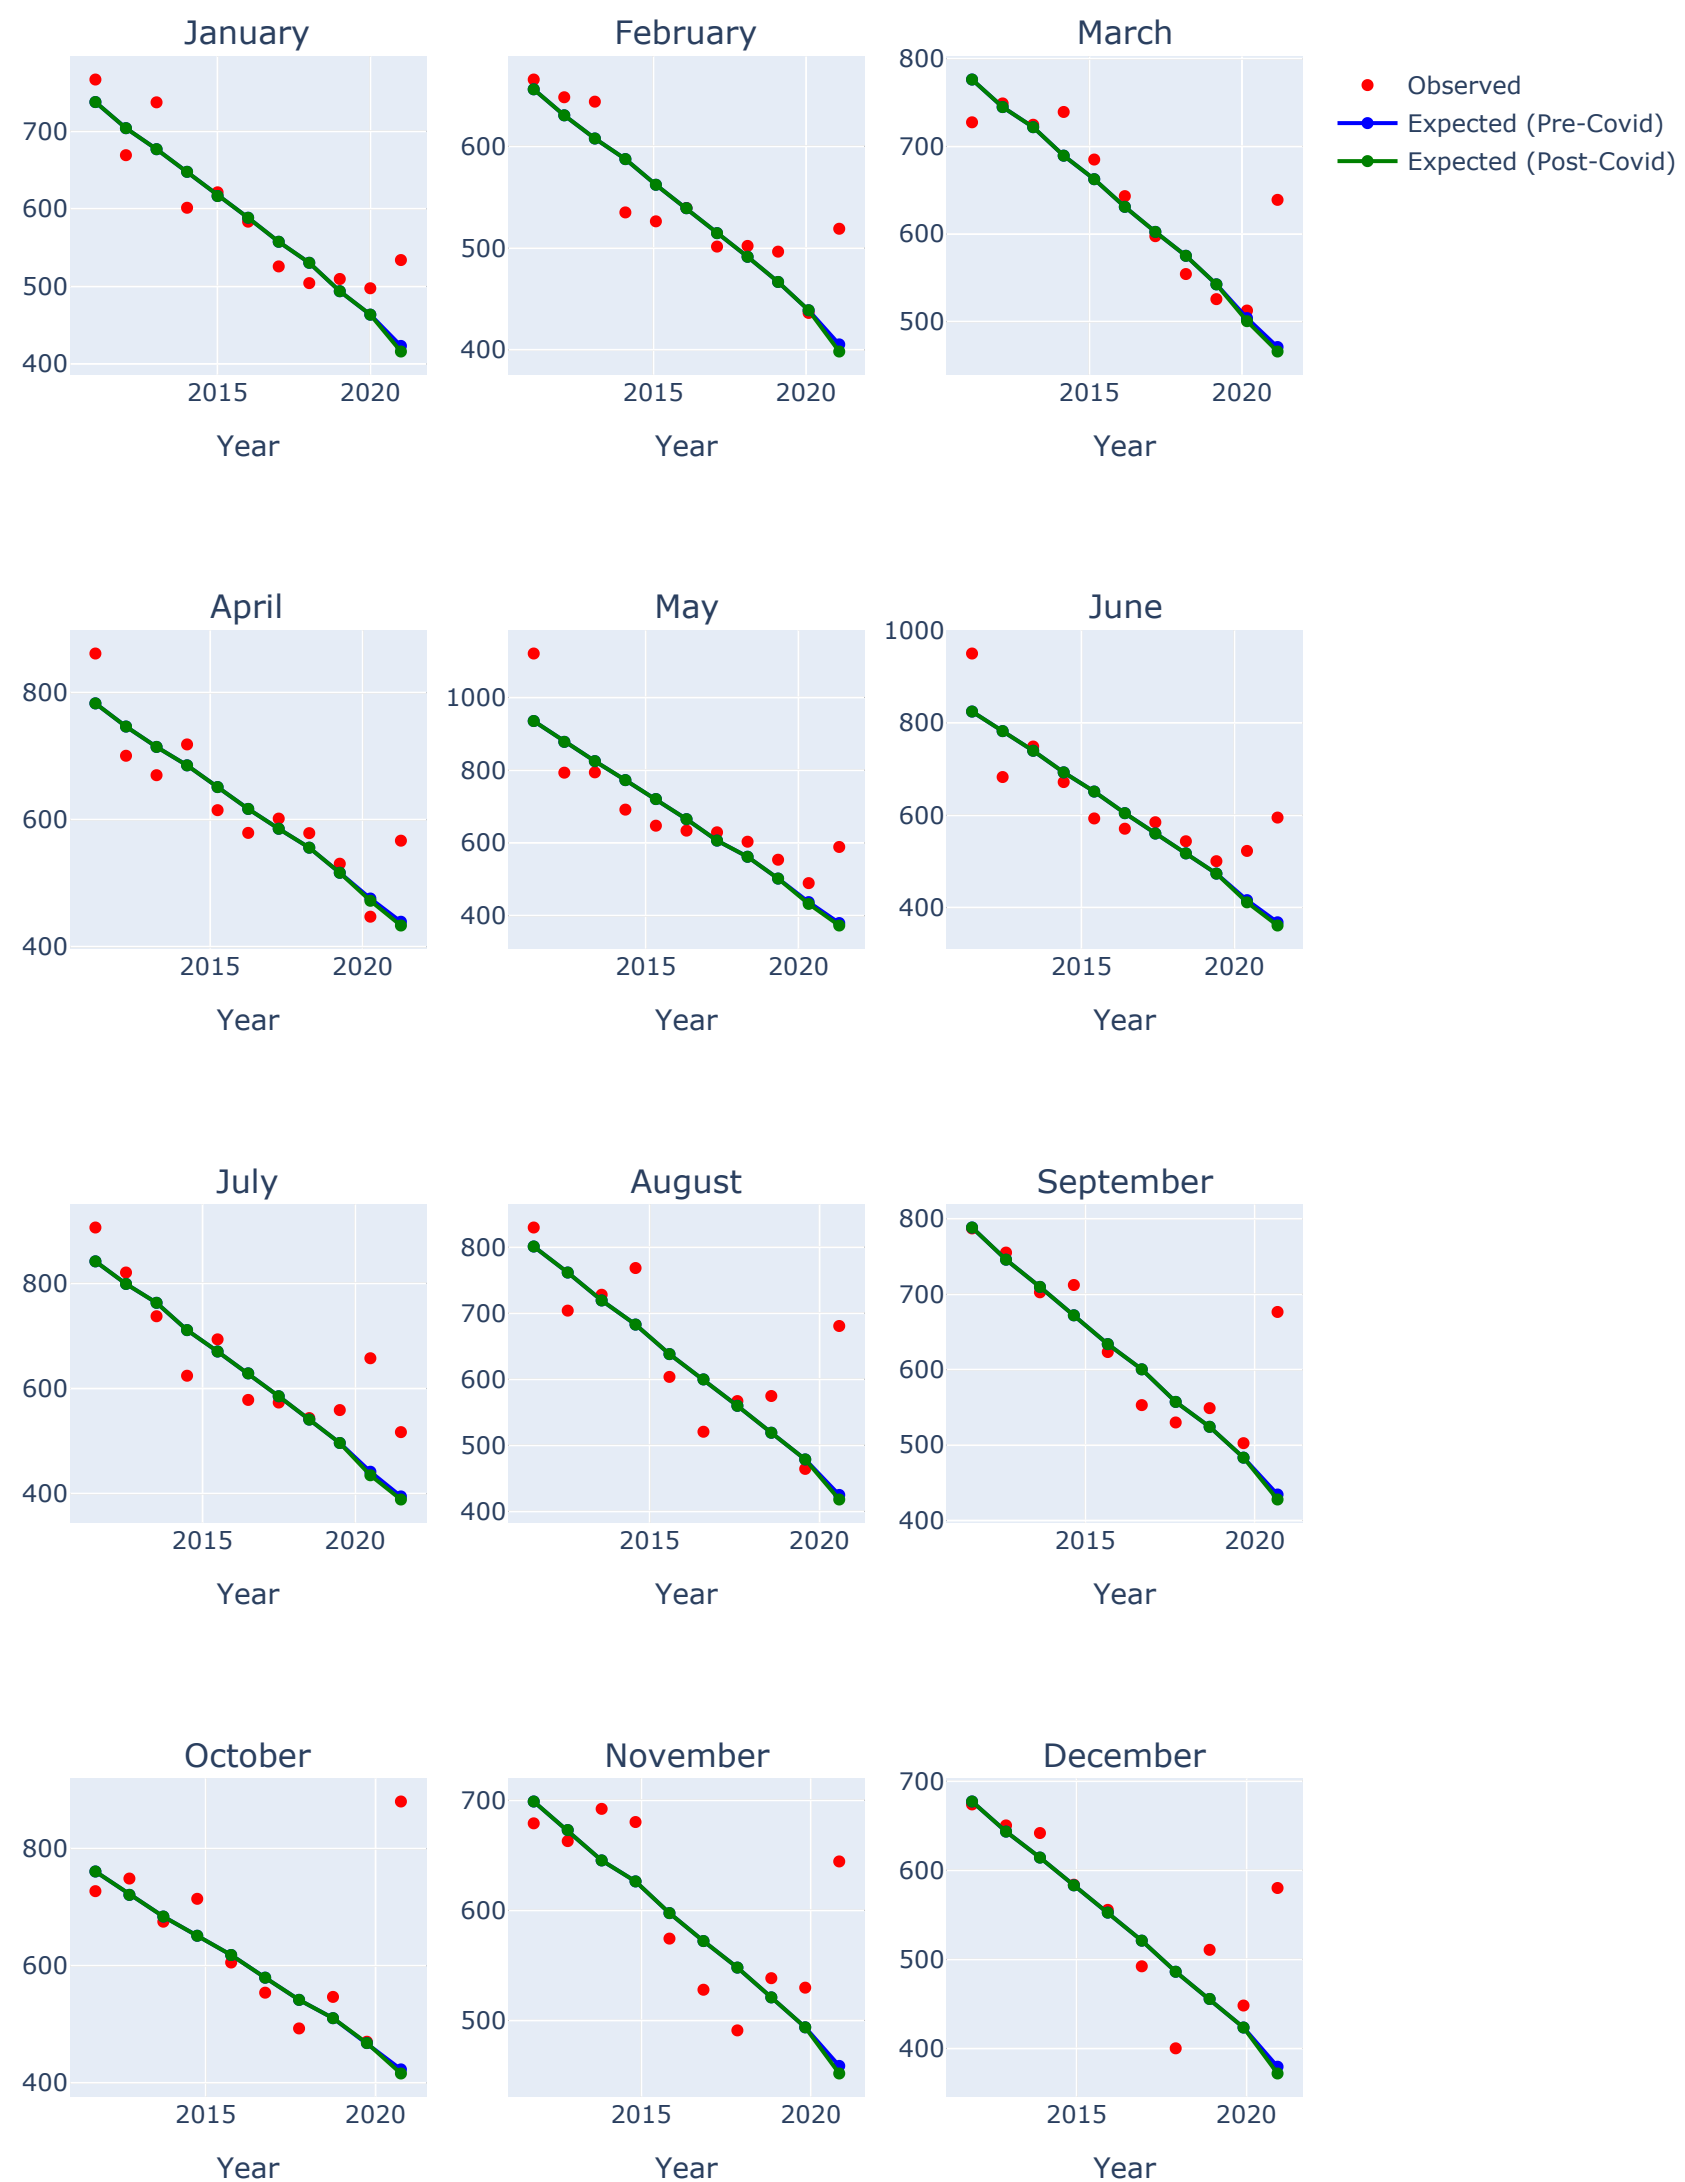 January
February
March
Observed
Expected (Pre-Covid)
Expected (Post-Covid)
700
600
500
400
2015
2020
Year
600
500
400
2015
2020
Year
800
700
600
500
2015
2020
Year
April
May
June
800
600
400
2015
2020
Year
1000
800
600
400
2015
2020
Year
1000
800
600
400
2015
2020
Year
July
August
September
800
600
400
2015
2020
Year
800
700
600
500
400
2015
2020
Year
800
700
600
500
400
2015
2020
Year
October
November
December
800
600
400
2015
2020
Year
700
600
500
2015
2020
Year
700
600
500
400
2015
2020
Year